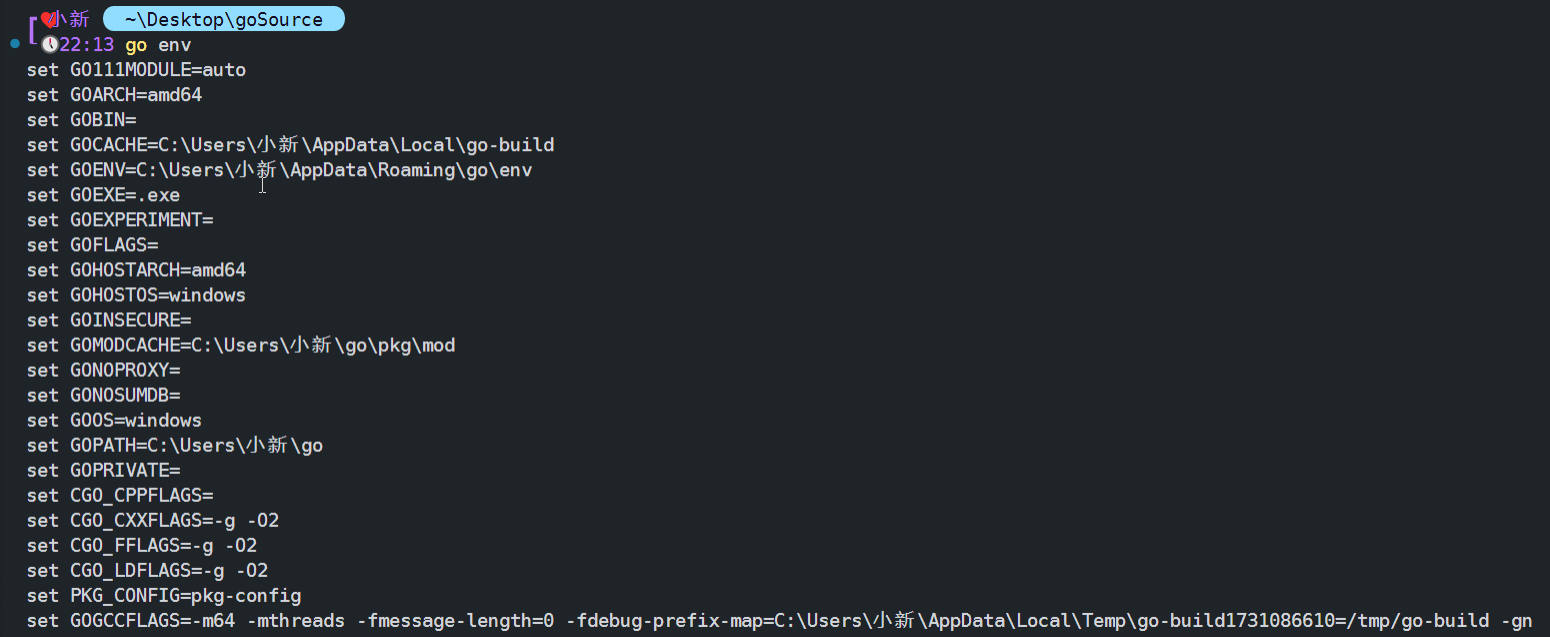 小新 ~\Desktop\goSource
22:13 go env
set GO111MODULE=auto
set GOARCH=amd64
set GOBIN=
set GOCACHE=C:\Users\小新\AppData\Local\go-build
set GOENV=C:\Users\小新\AppData\Roaming\go\env
set GOEXE=.exe
set GOEXPERIMENT=
set GOFLAGS=
set GOHOSTARCH=amd64
set GOHOSTOS=windows
set GOINSECURE=
set GOMODCACHE=C:\Users\小新\go\pkg\mod
set GONOPROXY=
set GONOSUMDB=
set GOOS=windows
set GOPATH=C:\Users\小新\go
set GOPRIVATE=
set CGO_CPPFLAGS=
set CGO_CXXFLAGS=-g -O2
set CGO_FFLAGS=-g -O2
set CGO_LDFLAGS=-g -O2
set PKG_CONFIG=pkg-config
set GOGCCFLAGS=-m64 -mthreads -fmessage-length=0 -fdebug-prefix-map=C:\Users\小新\AppData\Local\Temp\go-build1731086610=/tmp/go-build -gn